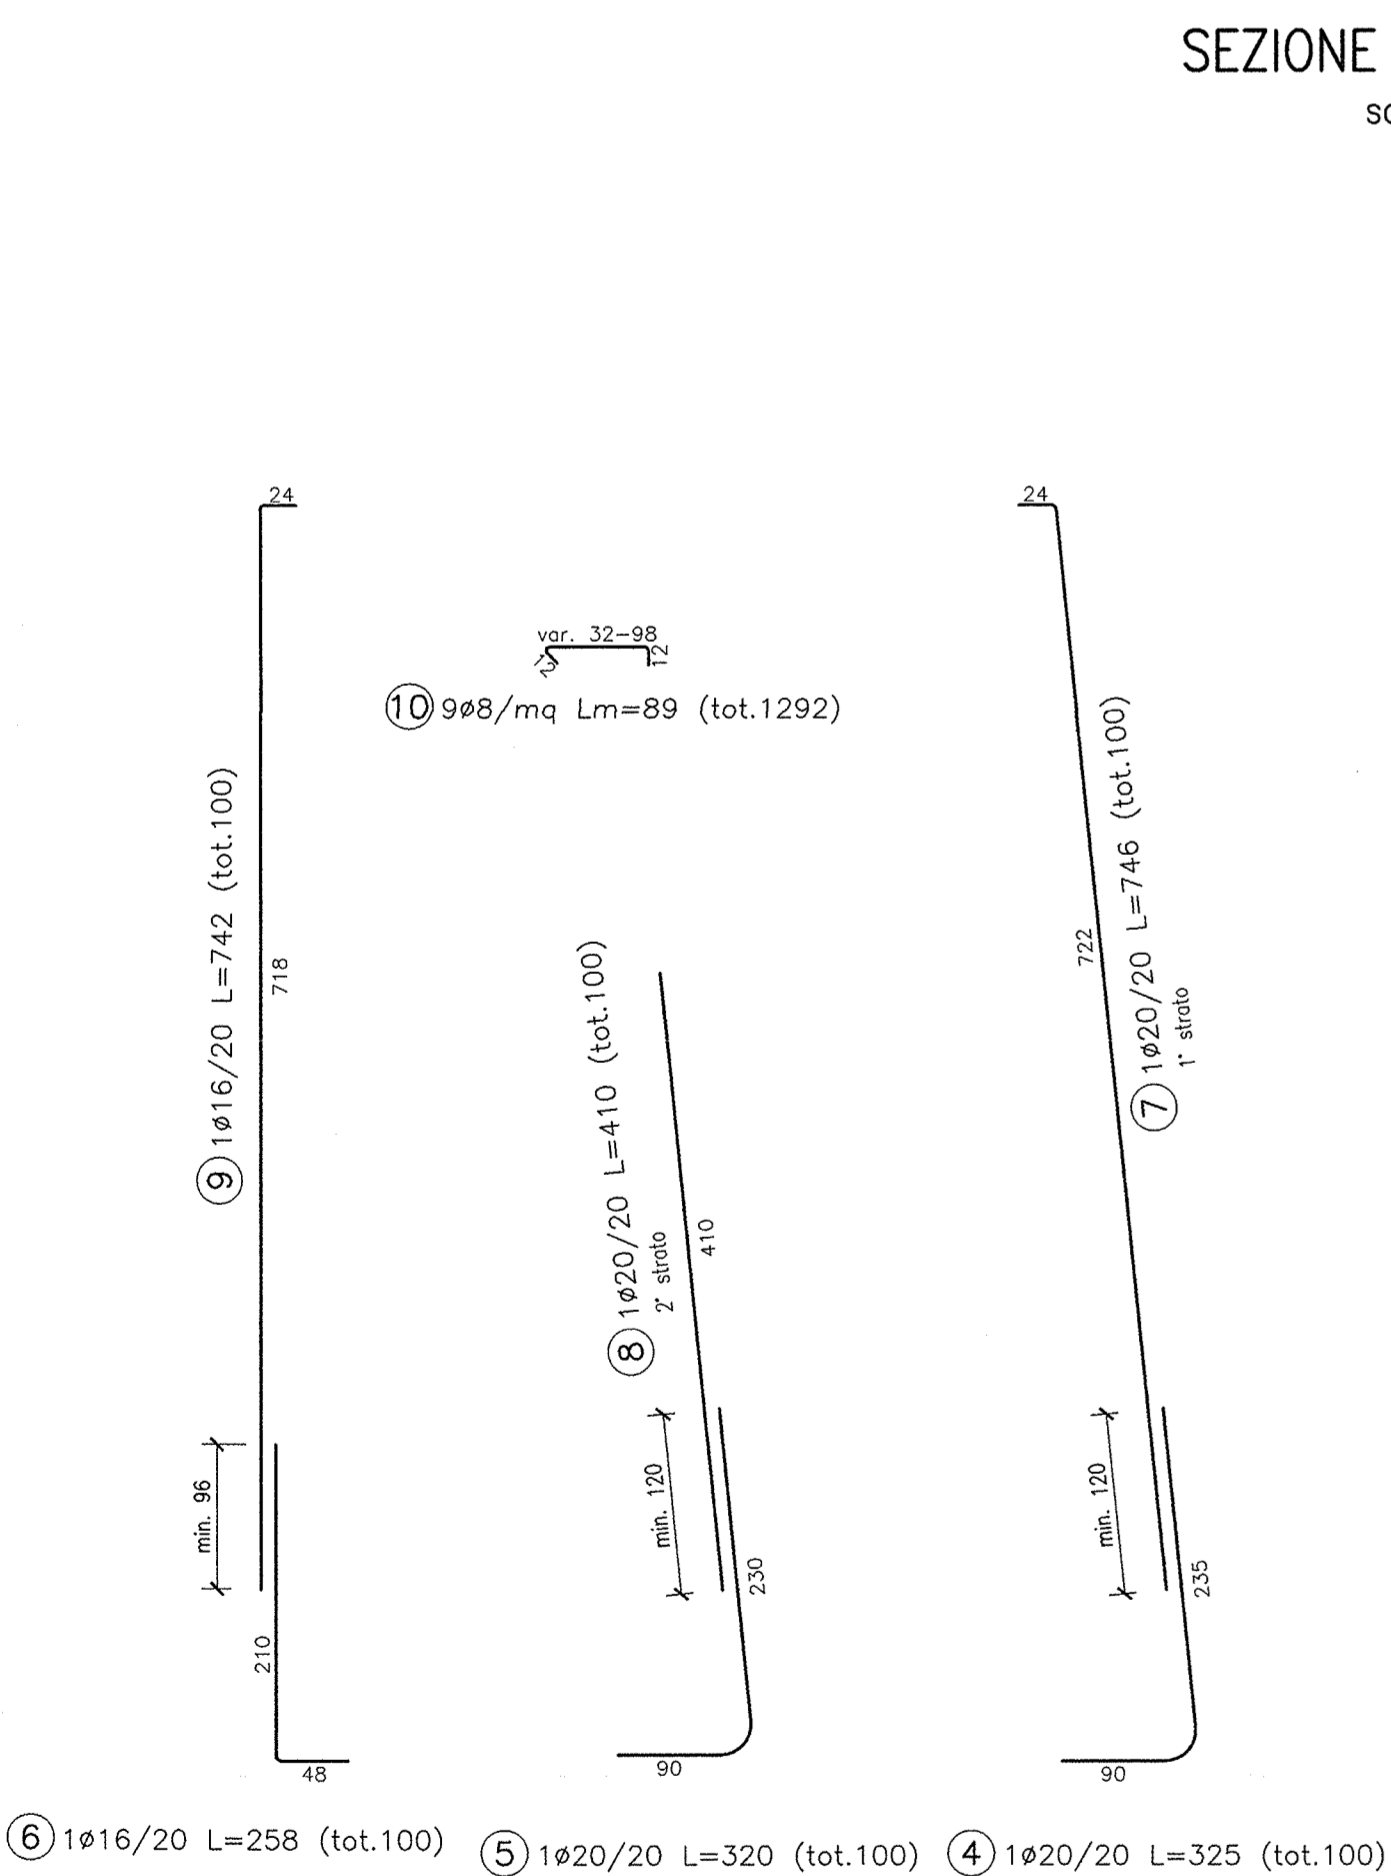 SEZIONE
24
24
var. 32-98
12
12
10 9ø8/mq Lm=89 (tot.1292)
9 1ø16/20 L=742 (tot.100)
718
8 1ø20/20 L=410 (tot.100)
2° strato
410
722
7 1ø20/20 L=746 (tot.100)
1° strato
min. 96
210
48
min. 120
230
90
min. 120
235
90
6 1ø16/20 L=258 (tot.100)
5 1ø20/20 L=320 (tot.100)
4 1ø20/20 L=325 (tot.100)